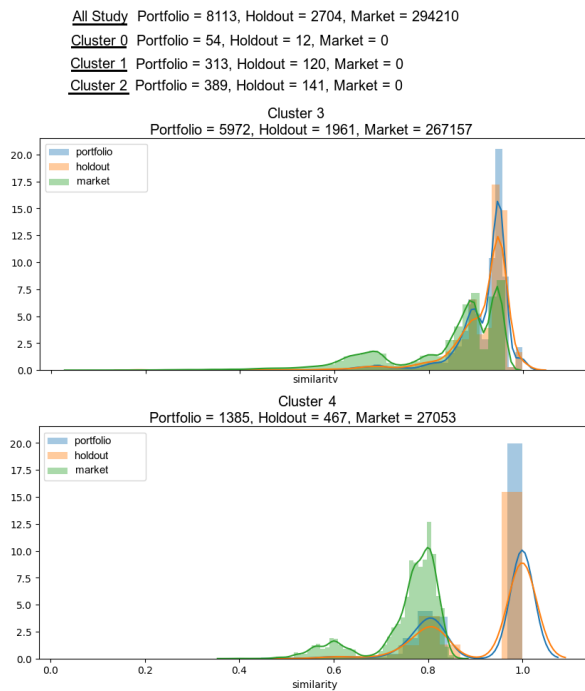 All Study Portfolio = 8113, Holdout = 2704, Market = 294210
Cluster 0 Portfolio = 54, Holdout = 12, Market = 0
Cluster 1 Portfolio = 313, Holdout = 120, Market = 0
Cluster 2 Portfolio = 389, Holdout = 141, Market = 0
Cluster 3
Portfolio = 5972, Holdout = 1961, Market = 267157
20.0
17.5
15.0
12.5
10.0
7.5
5.0
2.5
0.0
portfolio
holdout
market
similarity
Cluster 4
Portfolio = 1385, Holdout = 467, Market = 27053
20.0
17.5
15.0
12.5
10.0
7.5
5.0
2.5
0.0
portfolio
holdout
market
0.0 0.2 0.4 0.6 0.8 1.0
similarity